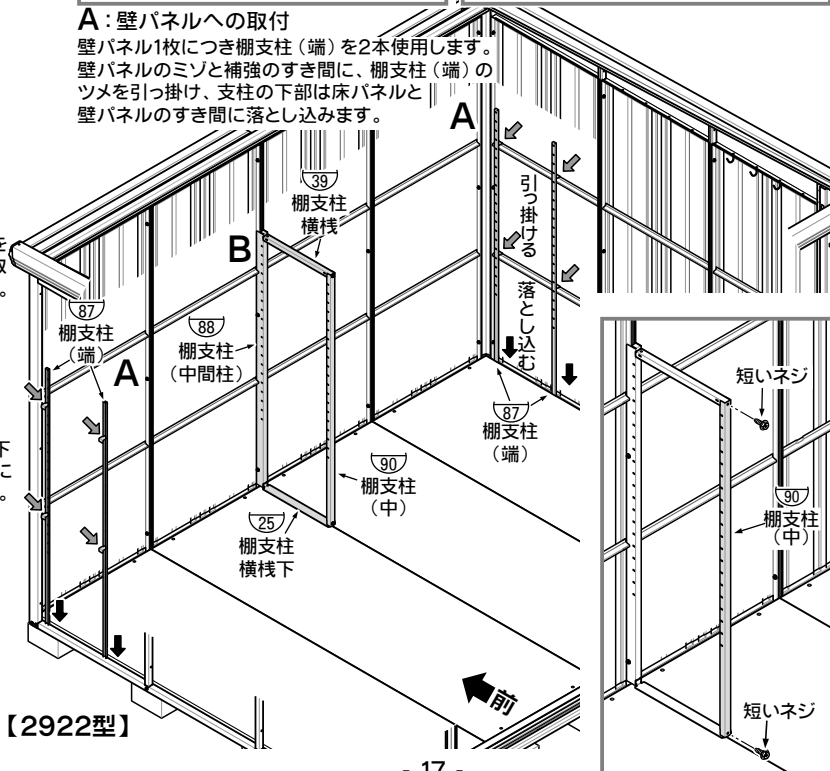 A：壁パネルへの取付
壁パネル1枚につき棚支柱（端）を2本使用します。
壁パネルのミゾと補強のすき間に、棚支柱（端）の
ツメを引っ掛け、支柱の下部は床パネルと
壁パネルのすき間に落とし込みます。
A
39
棚支柱
横桟
引っ掛ける
B
を
。
87
棚支柱
（端）
88
棚支柱
（中間柱）
落とし込む
A
短いネジ
87
棚支柱
（端）
下
に
。
90
棚支柱
（中）
90
棚支柱
（中）
25
棚支柱
横桟下
前
短いネジ
【2922型】
- 17 -